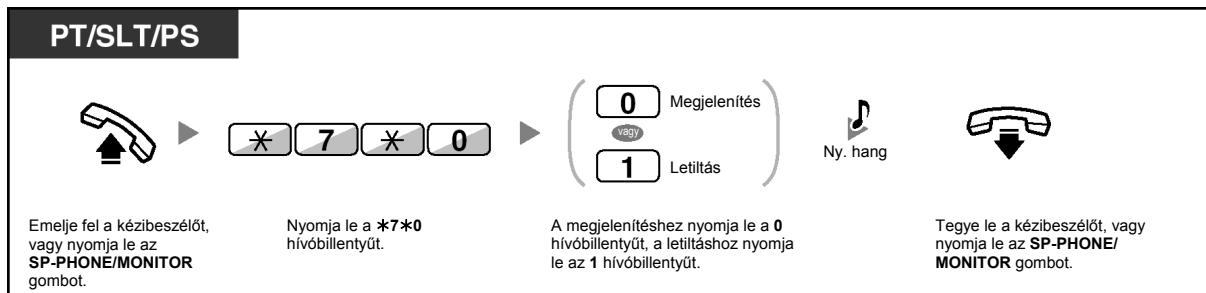 PT/SLT/PS
0 Megjelenítés
vagy
1 Letiltás
* 7 * 0
Ny. hang
Emelje fel a kézibeszélőt,
vagy nyomja le az
SP-PHONE/MONITOR
gombot.
Nyomja le a *7*0
hívóbillentyűt.
A megjelenítéshez nyomja le a 0
hívóbillentyűt, a letiltáshoz nyomja
le az 1 hívóbillentyűt.
Tegye le a kézibeszélőt, vagy
nyomja le az SP-PHONE/
MONITOR gombot.